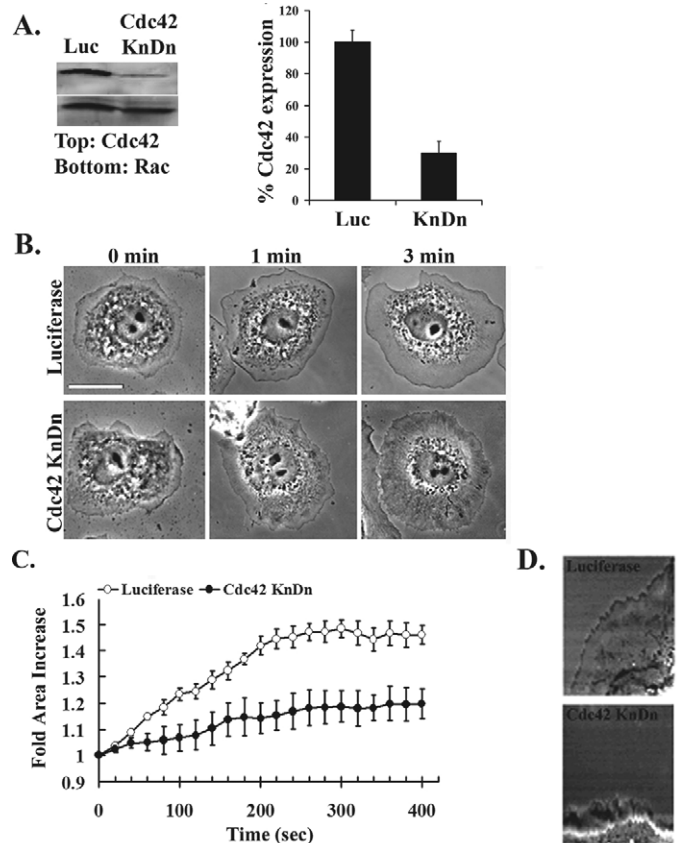 A.
Luc
Cdc42
KnDn
Top: Cdc42
Bottom: Rac
% Cdc42 expression
120
100
80
60
40
20
0
Luc
KnDn
B.
0 min
1 min
3 min
Luciferase
Cdc42 KnDn
C.
Luciferase
Cdc42 KnDn
Fold Area Increase
1.6
1.5
1.4
1.3
1.2
1.1
1
0.9
0
100
200
300
400
Time (sec)
D.
Luciferase
Cdc42 KnDn